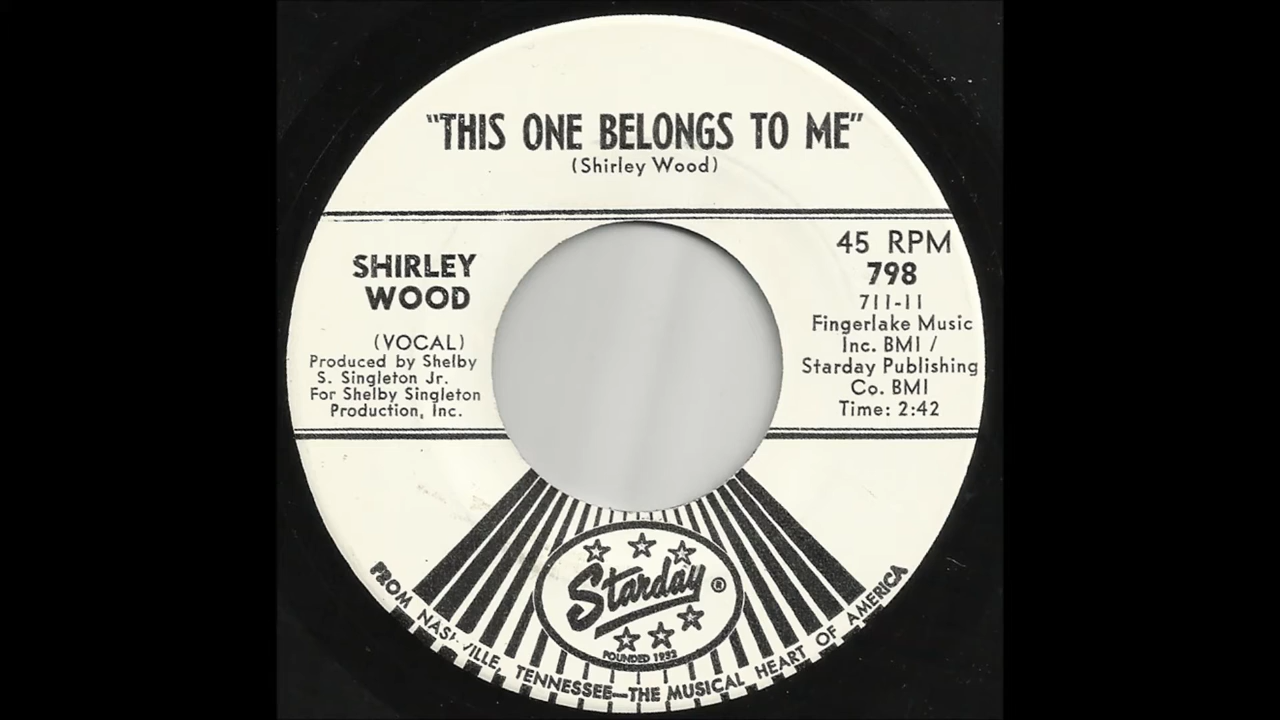 "THIS ONE BELONGS TO ME"
(Shirley Wood)
SHIRLEY
WOOD
(VOCAL)
Produced by Shelby
S. Singleton Jr.
For Shelby Singleton
Production, Inc.
45 RPM
798
711-11
Fingerlake Music
Inc. BMI /
Starday Publishing
Co. BMI
Time: 2:42
Starday ®
FOUNDED 1952
FROM NASHVILLE, TENNESSEE—THE MUSICAL HEART OF AMERICA